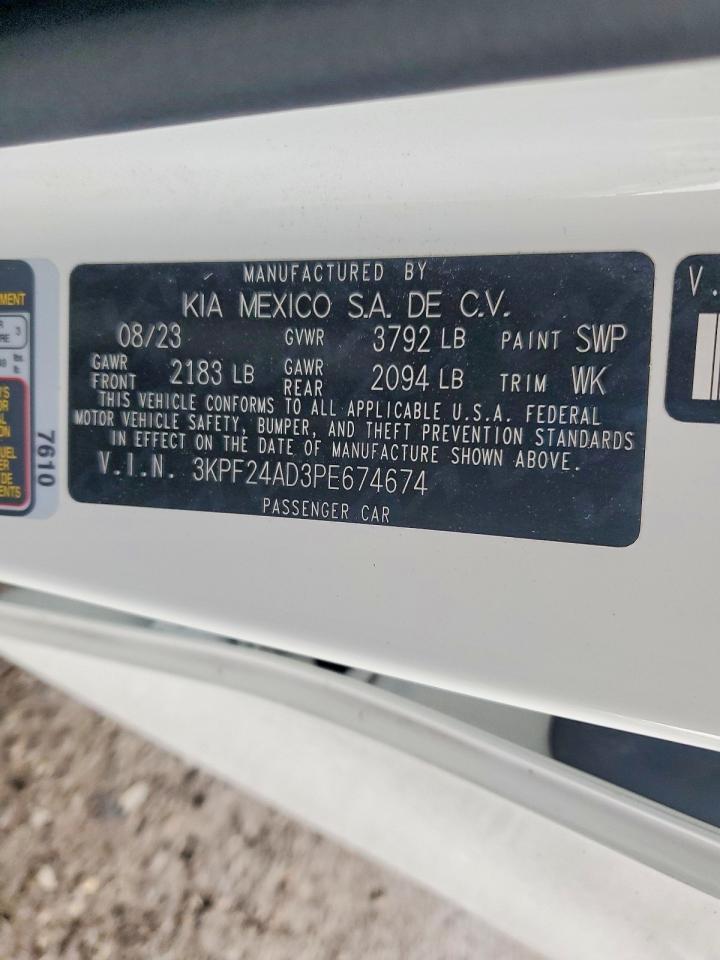 MANUFACTURED BY
KIA MEXICO S.A. DE C.V.
08/23 GVWR 3792 LB PAINT SWP
GAWR FRONT 2183 LB GAWR REAR 2094 LB TRIM WK
THIS VEHICLE CONFORMS TO ALL APPLICABLE U.S.A. FEDERAL
MOTOR VEHICLE SAFETY, BUMPER, AND THEFT PREVENTION STANDARDS
IN EFFECT ON THE DATE OF MANUFACTURE SHOWN ABOVE.
V.I.N. 3KPF24AD3PE674674
PASSENGER CAR
7610
V.